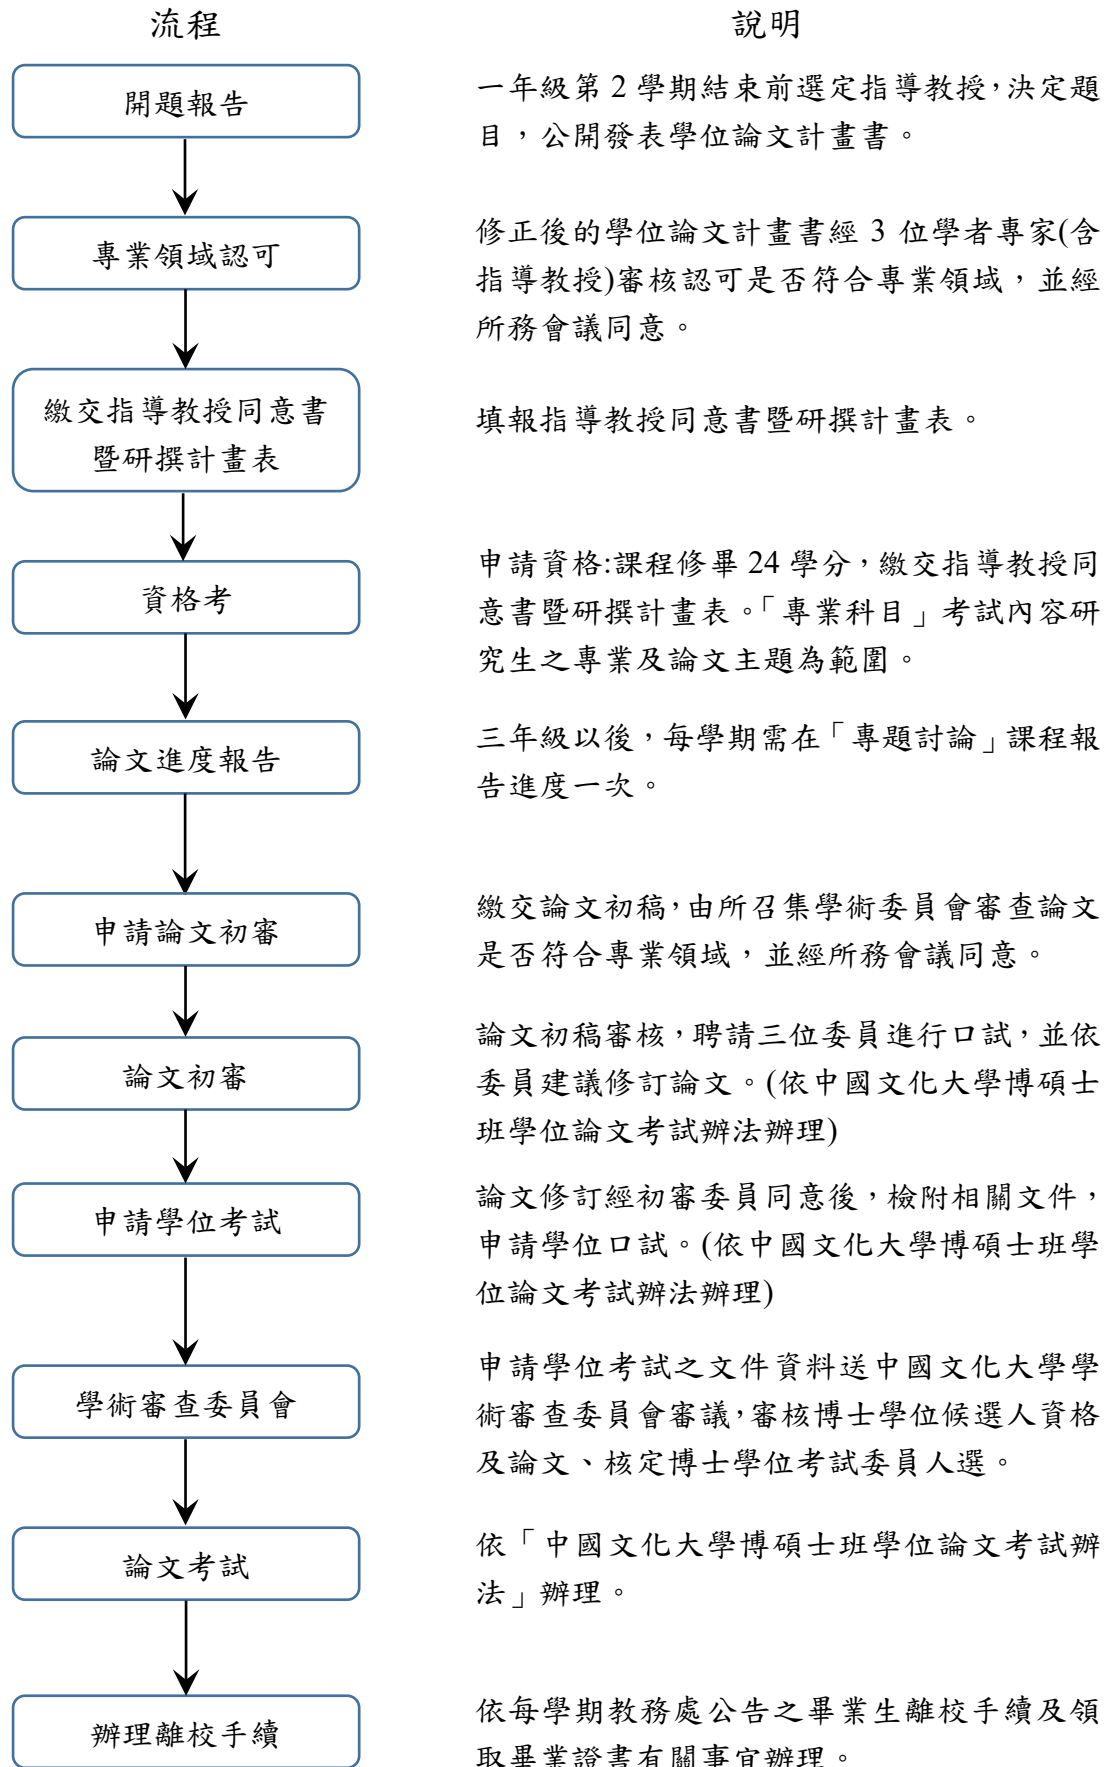 流程
說明
開題報告
一年級第 2 學期結束前選定指導教授，決定題
目，公開發表學位論文計畫書。
專業領域認可
修正後的學位論文計畫書經 3 位學者專家(含
指導教授)審核認可是否符合專業領域，並經
所務會議同意。
繳交指導教授同意書
暨研撰計畫表
填報指導教授同意書暨研撰計畫表。
資格考
申請資格:課程修畢 24 學分，繳交指導教授同
意書暨研撰計畫表。「專業科目」考試內容研
究生之專業及論文主題為範圍。
論文進度報告
三年級以後，每學期需在「專題討論」課程報
告進度一次。
申請論文初審
繳交論文初稿，由所召集學術委員會審查論文
是否符合專業領域，並經所務會議同意。
論文初審
論文初稿審核，聘請三位委員進行口試，並依
委員建議修訂論文。(依中國文化大學博碩士
班學位論文考試辦法辦理)
申請學位考試
論文修訂經初審委員同意後，檢附相關文件，
申請學位口試。(依中國文化大學博碩士班學
位論文考試辦法辦理)
學術審查委員會
申請學位考試之文件資料送中國文化大學學
術審查委員會審議，審核博士學位候選人資格
及論文、核定博士學位考試委員人選。
論文考試
依「中國文化大學博碩士班學位論文考試辦
法」辦理。
辦理離校手續
依每學期教務處公告之畢業生離校手續及領
取畢業證書有關事宜辦理。